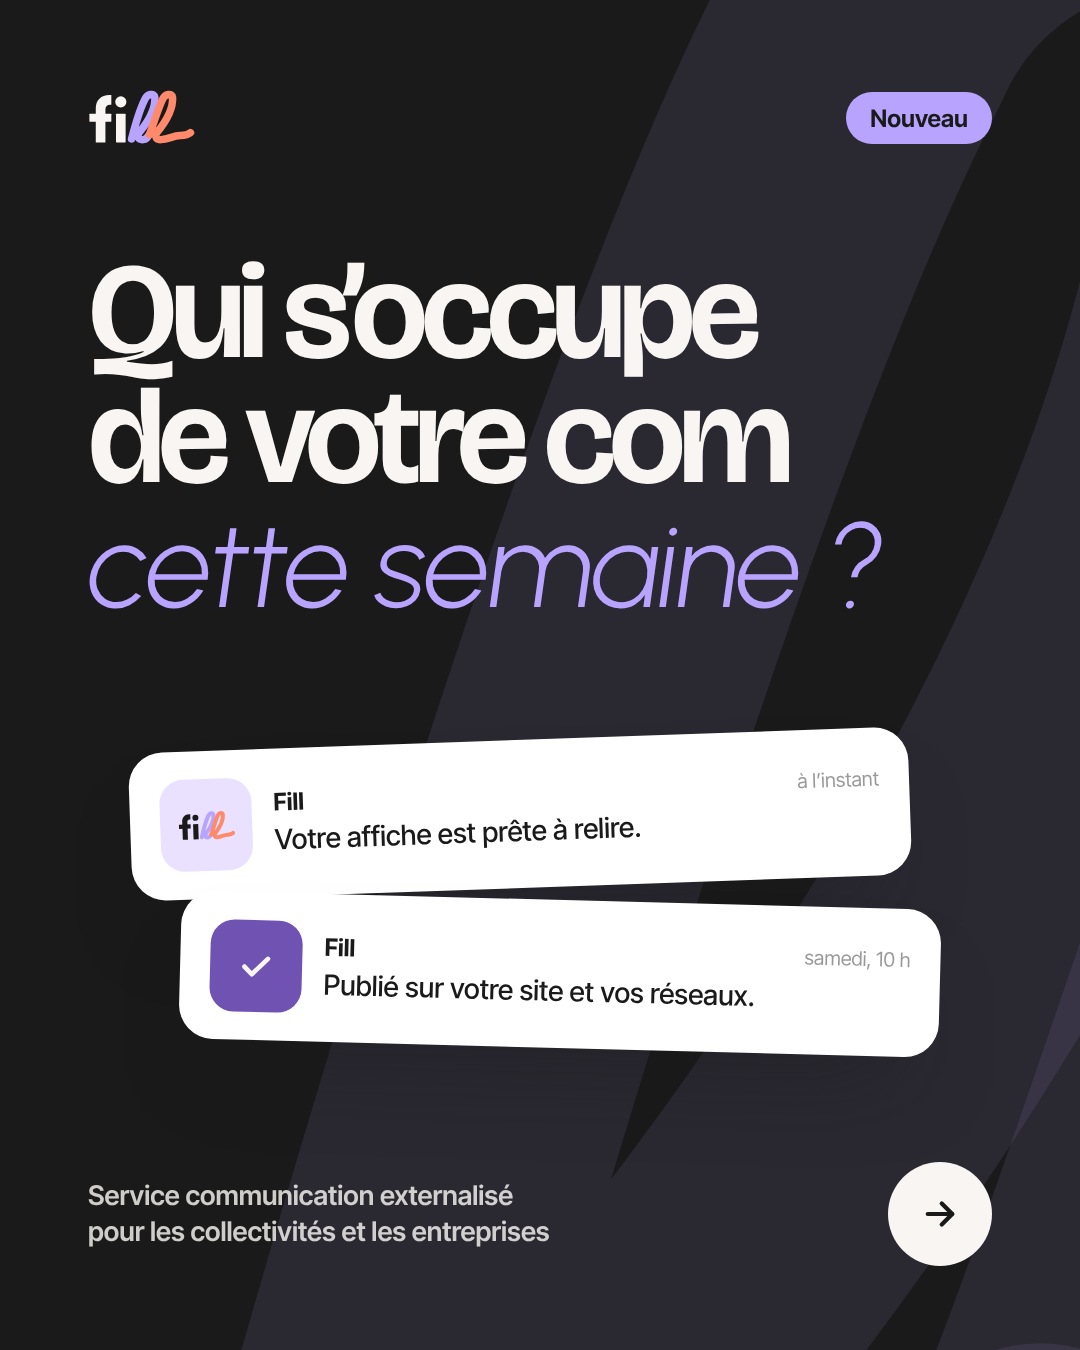 fill
Nouveau
Qui s’occupe
de votre com
cette semaine ?
fill
Fill
à l’instant
Votre affiche est prête à relire.
Fill
samedi, 10 h
Publié sur votre site et vos réseaux.
Service communication externalisé
pour les collectivités et les entreprises